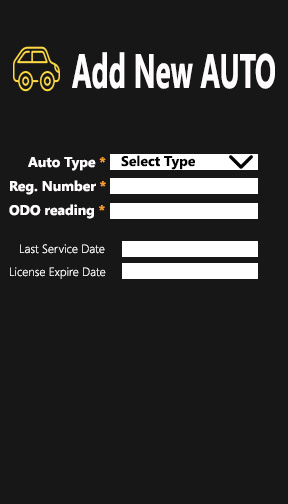 Add New AUTO
Auto Type * Select Type
Reg. Number *
ODO reading *
Last Service Date
License Expire Date